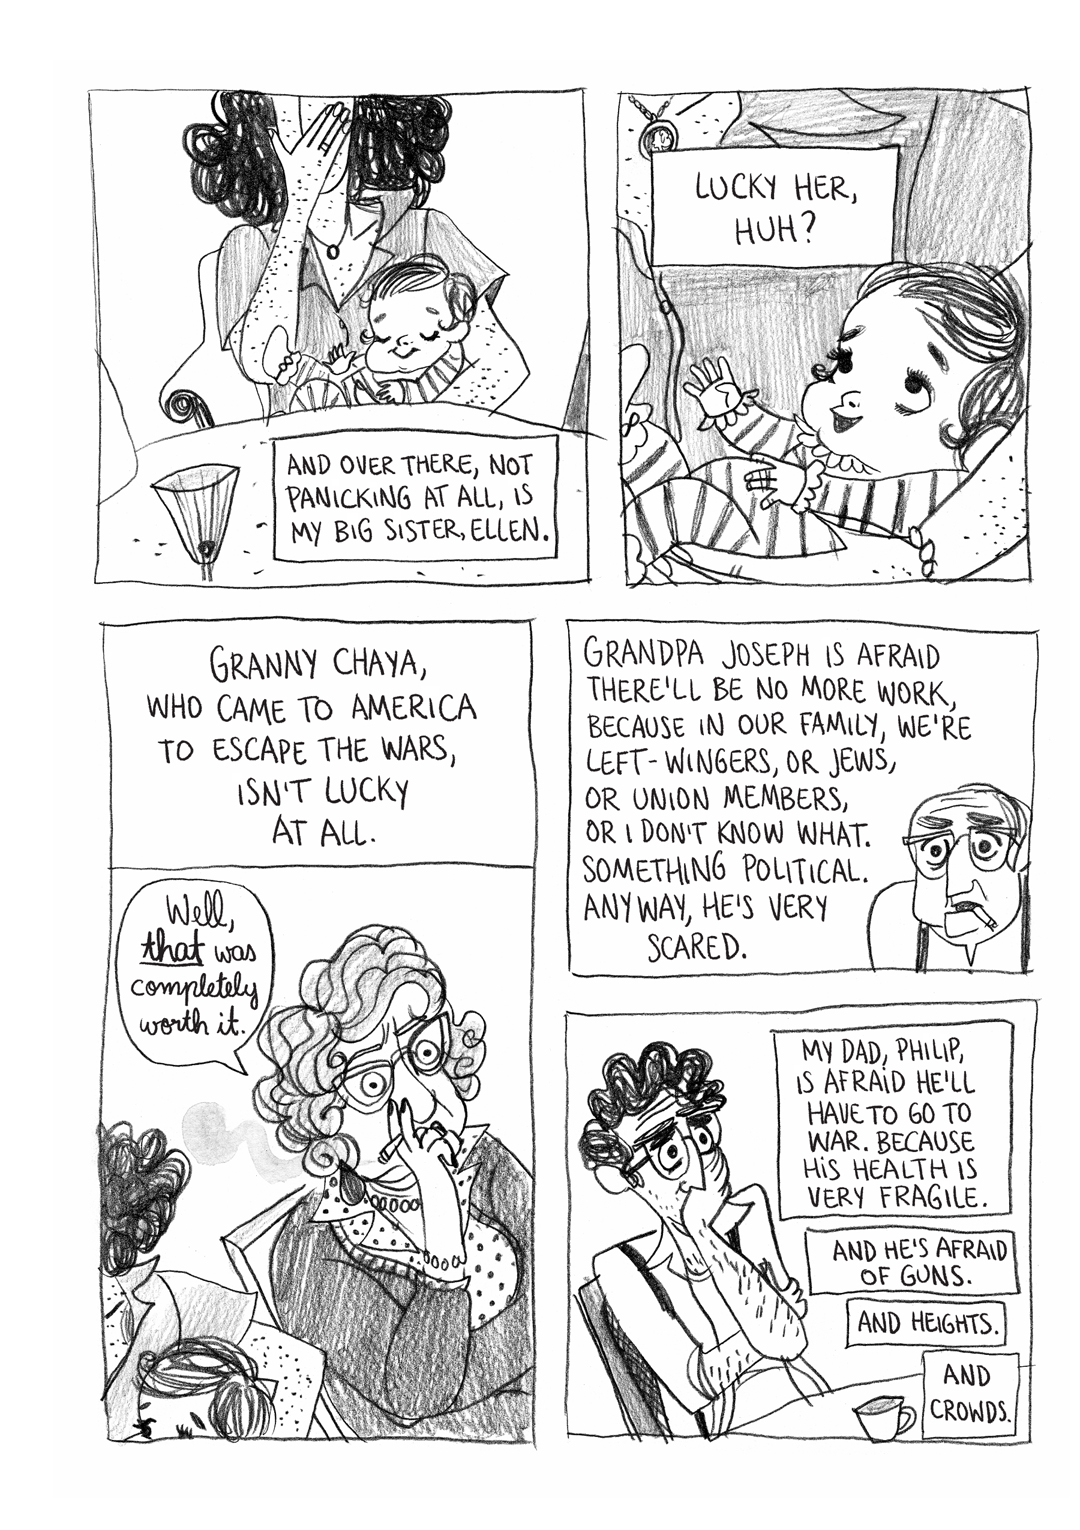 AND OVER THERE, NOT
PANICKING AT ALL, IS
MY BIG SISTER, ELLEN.
LUCKY HER,
HUH?
GRANNY CHAYA,
WHO CAME TO AMERICA
TO ESCAPE THE WARS,
ISN'T LUCKY
AT ALL.
Well,
that was
completely
worth it.
GRANDPA JOSEPH IS AFRAID
THERE'LL BE NO MORE WORK,
BECAUSE IN OUR FAMILY, WE'RE
LEFT-WINGERS, OR JEWS,
OR UNION MEMBERS,
OR I DON'T KNOW WHAT.
SOMETHING POLITICAL.
ANYWAY, HE'S VERY
SCARED.
MY DAD, PHILIP,
IS AFRAID HE'LL
HAVE TO GO TO
WAR. BECAUSE
HIS HEALTH IS
VERY FRAGILE.
AND HE'S AFRAID
OF GUNS.
AND HEIGHTS.
AND
CROWDS.